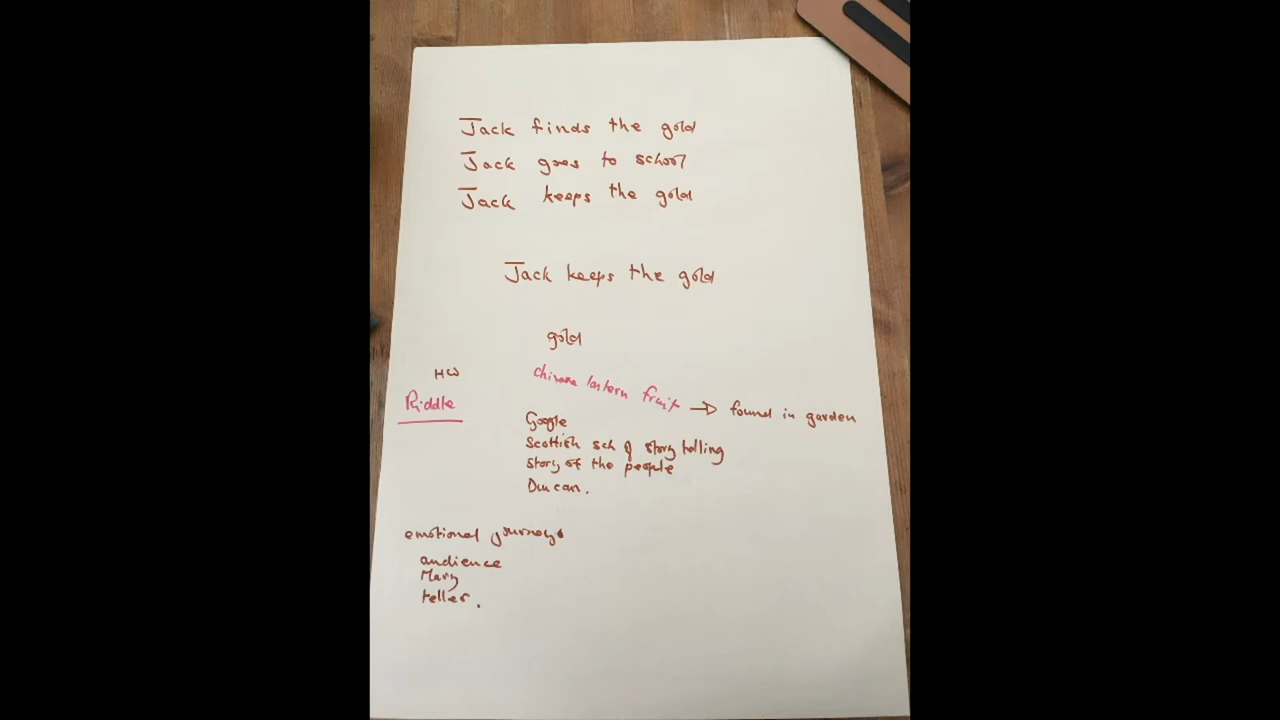 Jack finds the gold
Jack goes to school
Jack keeps the gold
Jack keeps the gold
gold
HW
Riddle
chinese lantern fruit → found in garden
Google
Scottish sch of story telling
story of the people
Duncan.
emotional journeys
audience
Mary
teller.